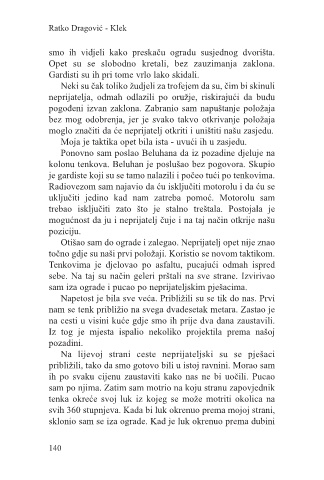 Ratko Dragović - Klek
smo ih vidjeli kako preskaču ogradu susjednog dvorišta.
Opet su se slobodno kretali, bez zauzimanja zaklona.
Gardisti su ih pri tome vrlo lako skidali.
Neki su čak toliko žudjeli za trofejem da su, čim bi skinuli
neprijatelja, odmah odlazili po oružje, riskirajući da budu
pogođeni izvan zaklona. Zabranio sam napuštanje položaja
bez mog odobrenja, jer je svako takvo otkrivanje položaja
moglo značiti da će neprijatelj otkriti i uništiti našu zasjedu.
Moja je taktika opet bila ista - uvući ih u zasjedu.
Ponovno sam poslao Beluhana da iz pozadine djeluje na
kolonu tenkova. Beluhan je poslušao bez pogovora. Skupio
je gardiste koji su se tamo nalazili i počeo tući po tenkovima.
Radiovezom sam najavio da ću isključiti motorolu i da ću se
uključiti jedino kad nam zatreba pomoć. Motorolu sam
trebao isključiti zato što je stalno treštala. Postojala je
mogućnost da ju i neprijatelj čuje i na taj način otkrije našu
poziciju.
Otišao sam do ograde i zalegao. Neprijatelj opet nije znao
točno gdje su naši prvi položaji. Koristio se novom taktikom.
Tenkovima je djelovao po asfaltu, pucajući odmah ispred
sebe. Na taj su način geleri prštali na sve strane. Izvirivao
sam iza ograde i pucao po neprijateljskim pješacima.
Napetost je bila sve veća. Približili su se tik do nas. Prvi
nam se tenk približio na svega dvadesetak metara. Zastao je
na cesti u visini kuće gdje smo ih prije dva dana zaustavili.
Iz tog je mjesta ispalio nekoliko projektila prema našoj
pozadini.
Na lijevoj strani ceste neprijateljski su se pješaci
približili, tako da smo gotovo bili u istoj ravnini. Morao sam
ih po svaku cijenu zaustaviti kako nas ne bi uočili. Pucao
sam po njima. Zatim sam motrio na koju stranu zapovjednik
tenka okreće svoj luk iz kojeg se može motriti okolica na
svih 360 stupnjeva. Kada bi luk okrenuo prema mojoj strani,
sklonio sam se iza ograde. Kad je luk okrenuo prema dubini
140